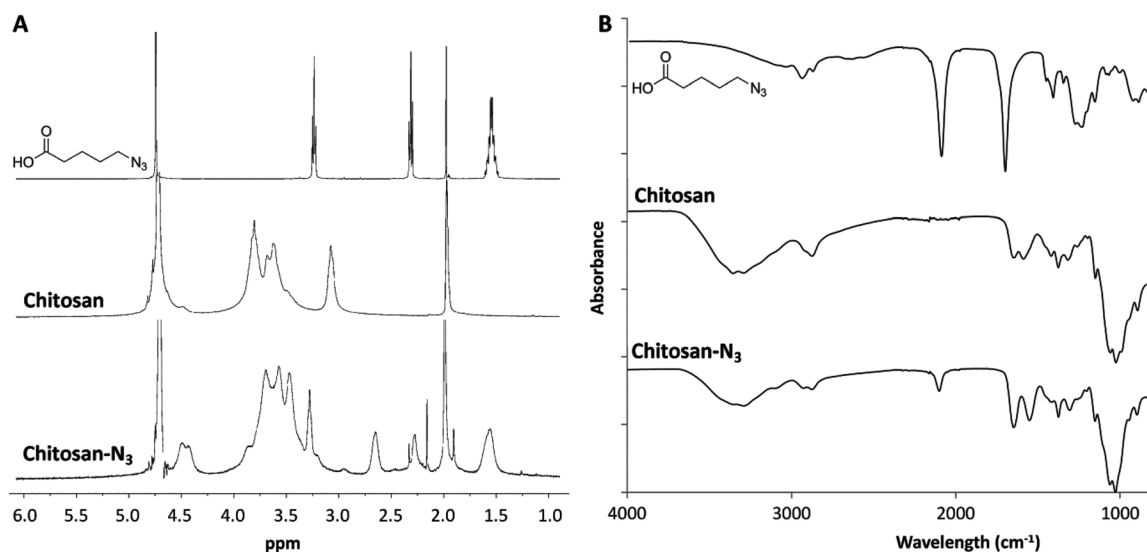 A
O
HO
N3
Chitosan
Chitosan-N3
6.0 5.5 5.0 4.5 4.0 3.5 3.0 2.5 2.0 1.5 1.0
ppm
B
O
HO
N3
Chitosan
Chitosan-N3
Absorbance
4000 3000 2000 1000
Wavelength (cm-1)